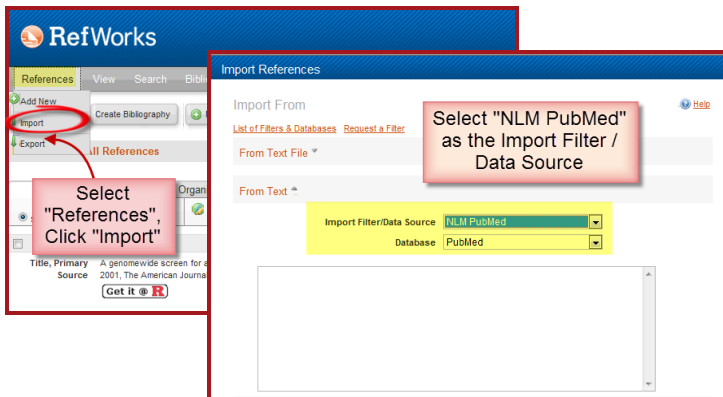 RefWorks
References View Search Bibli
Add New
Import
Export
Create Bibliography
All References
Organ
Select
"References",
Click "Import"
Title, Primary A genomewide screen for a
Source 2001, The American Journa
Get it @ R
Import References
Import From
Help
List of Filters & Databases Request a Filter
From Text File
Select "NLM PubMed"
as the Import Filter /
Data Source
From Text
Import Filter/Data Source NLM PubMed
Database PubMed